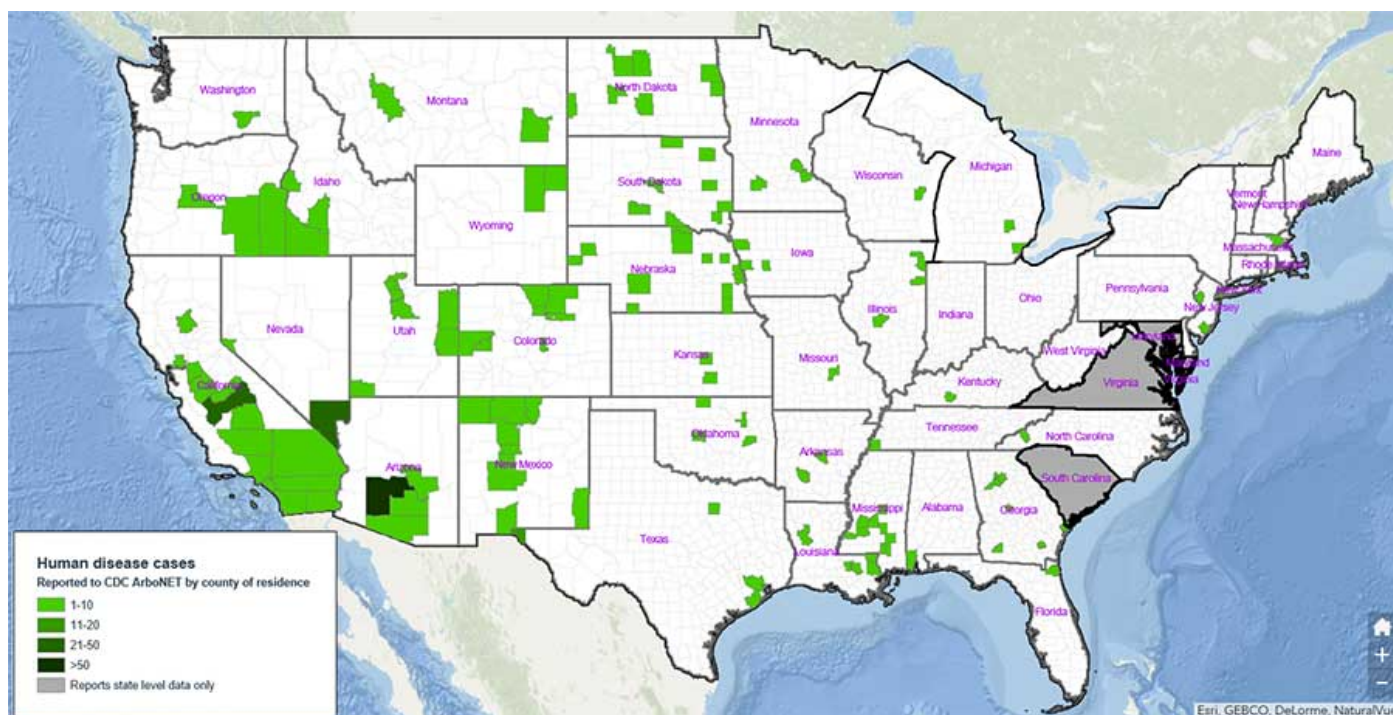 Washington
Montana
North Dakota
Minnesota
Maine
Oregon
Idaho
South Dakota
Wisconsin
Michigan
Vermont
New Hampshire
Wyoming
Massachusetts
Iowa
Nebraska
Rhode Island
Pennsylvania
Nevada
Utah
Colorado
Illinois
Indiana
Ohio
New Jersey
Kansas
Missouri
West Virginia
Virginia
California
Kentucky
Oklahoma
Tennessee
North Carolina
Arizona
New Mexico
Arkansas
South Carolina
Mississippi
Alabama
Georgia
Texas
Louisiana
Florida
Human disease cases
Reported to CDC ArboNET by county of residence
1-10
11-20
21-50
>50
Reports state level data only
+
−
Esri, GEBCO, DeLorme, NaturalVue